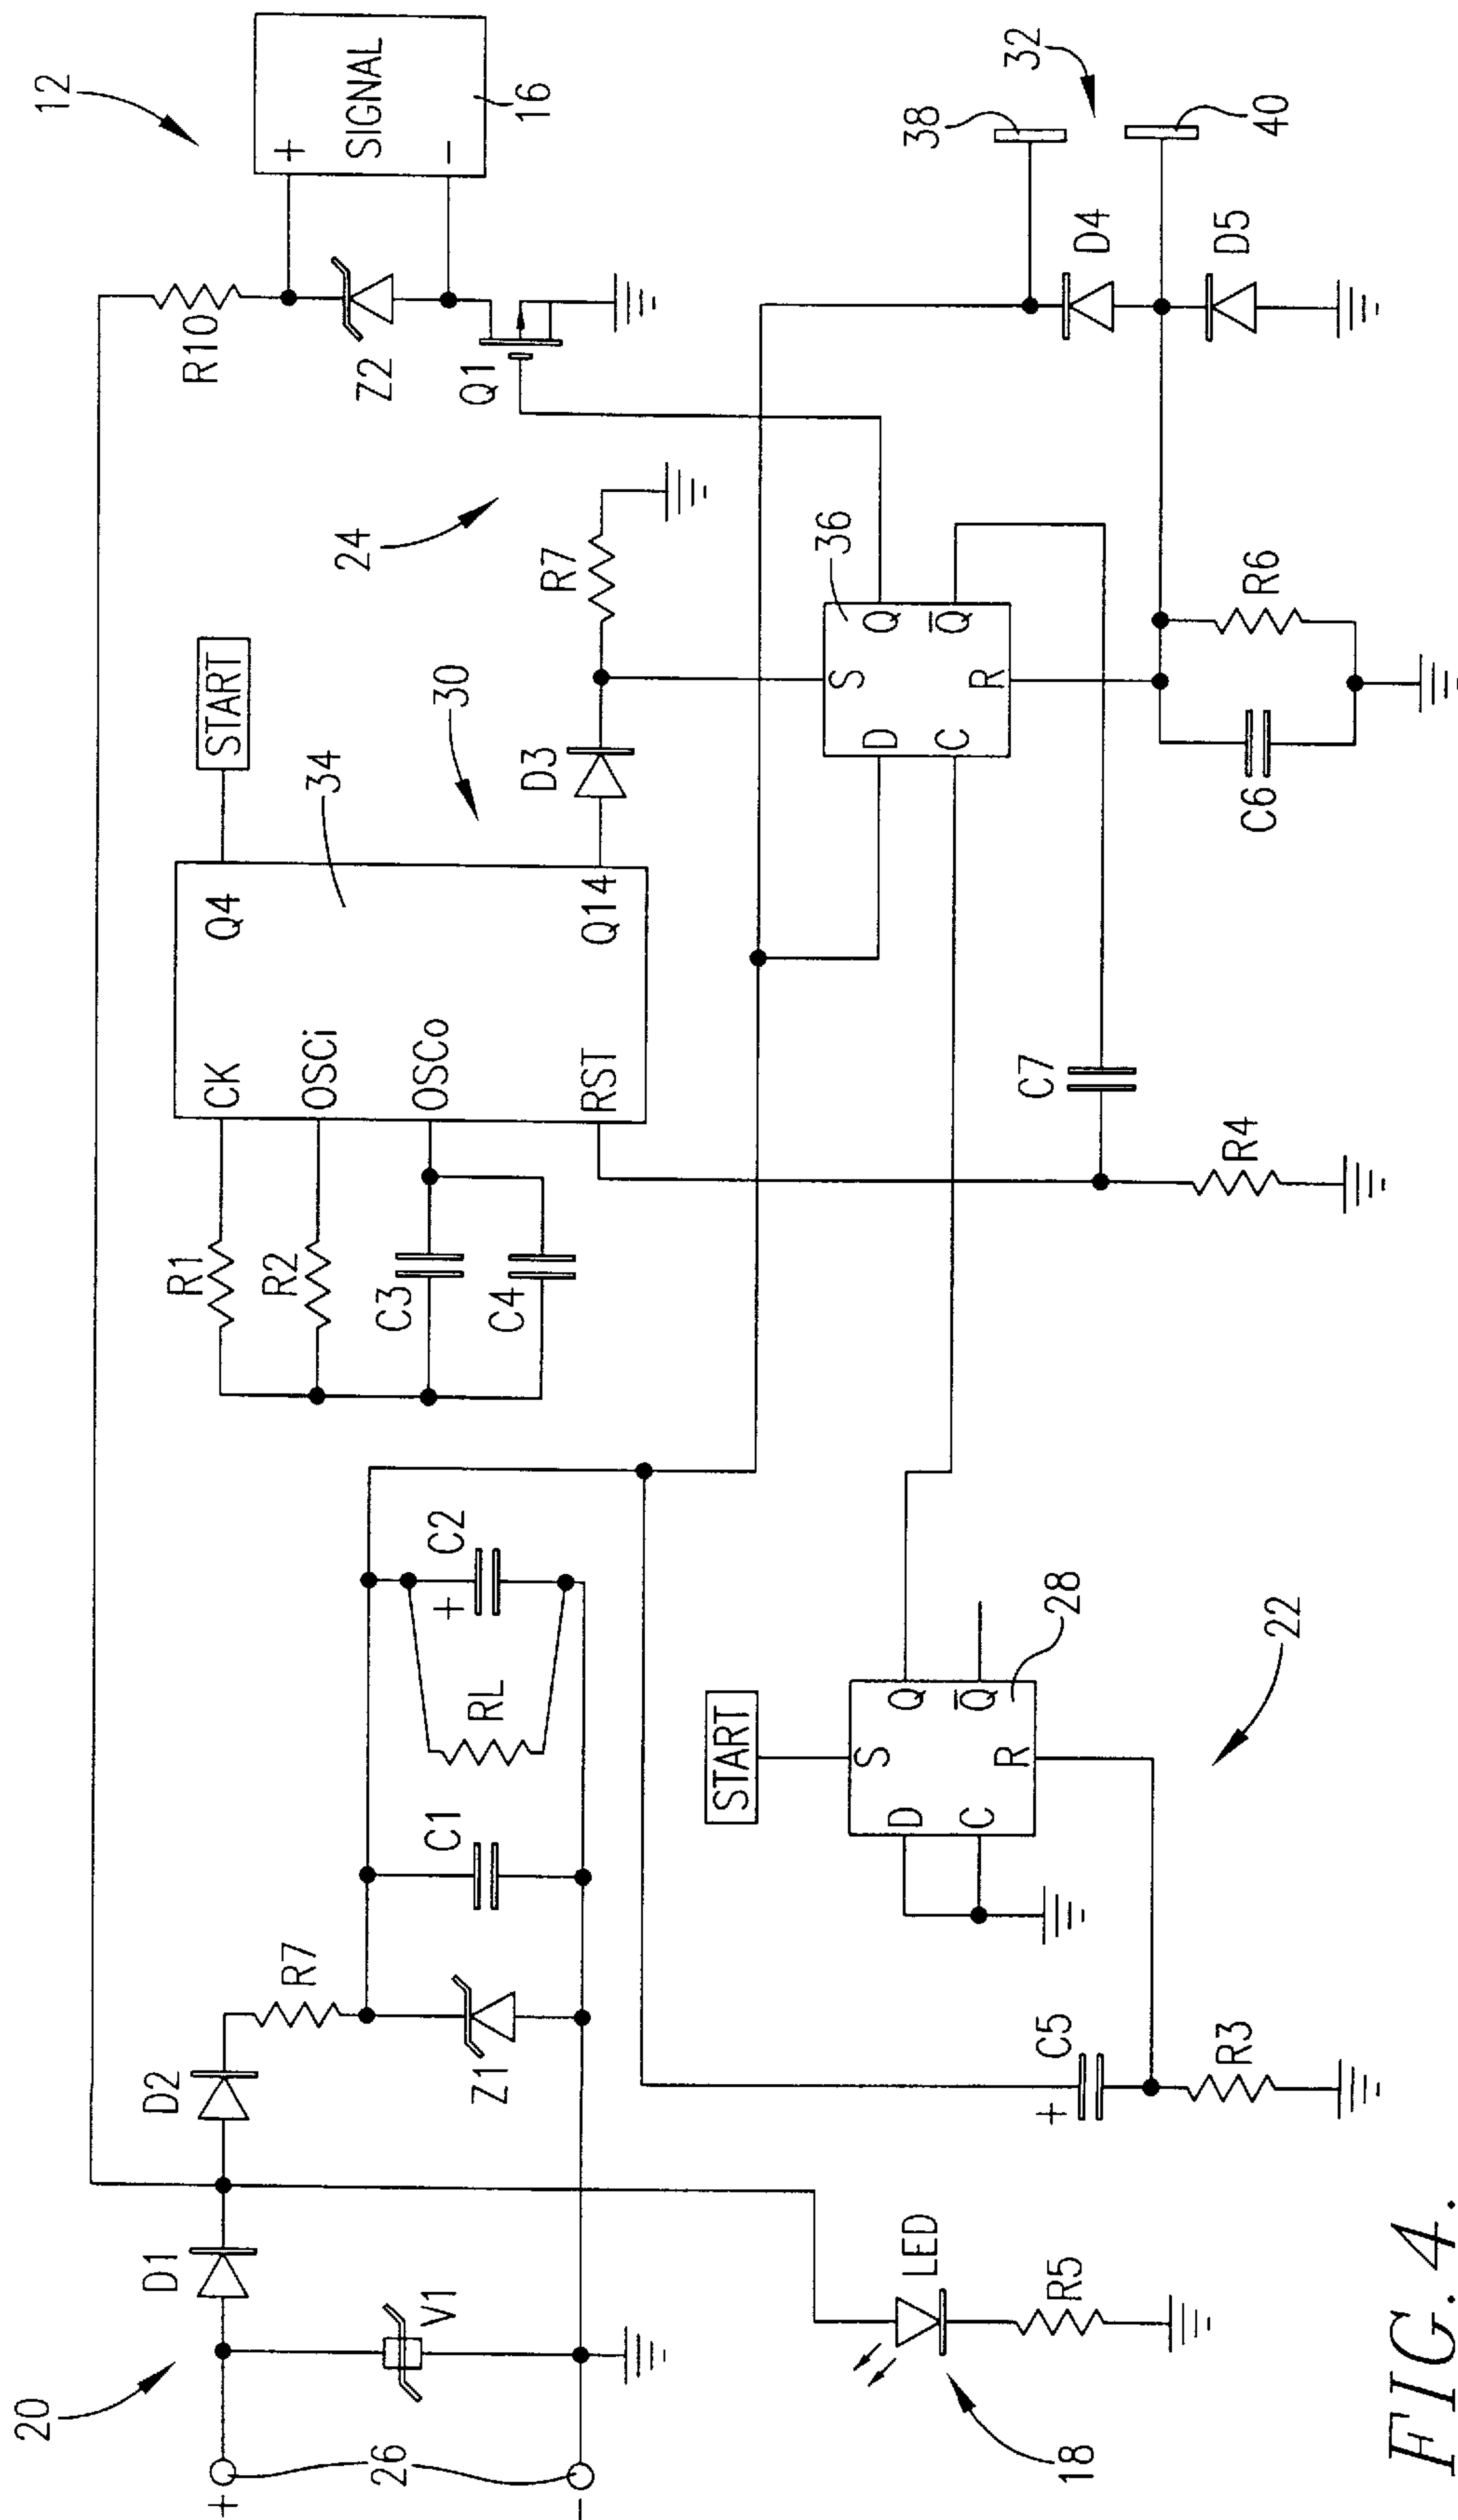 12
20
24
30
34
+
-
26
D1
V1
D2
R7
Z1
C1
RL
+
C2
R1
R2
C3
C4
CK
OSCi
OSCo
RST
Q4
Q14
START
D3
R7
R10
Z2
Q1
+
SIGNAL
-
16
18
LED
R5
+
C5
R3
START
S
D
C
R
Q
Q̅
28
22
C7
R4
S
D
C
R
Q
Q̅
36
C6
R6
D4
D5
38
32
40
FIG. 4.